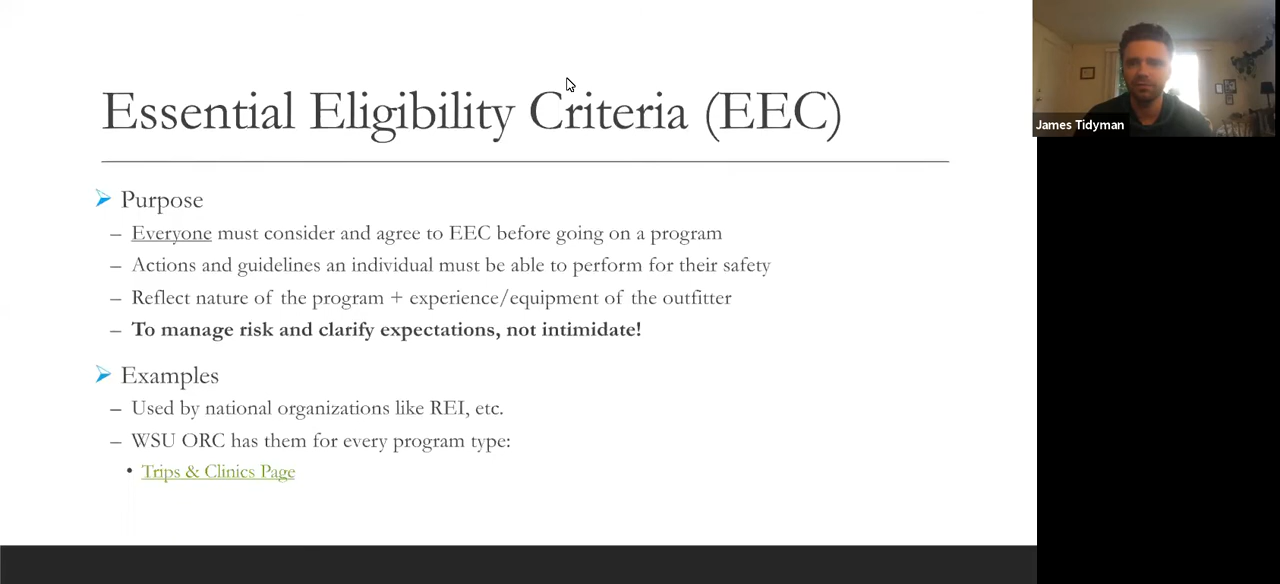 Essential Eligibility Criteria (EEC)
➢ Purpose
– Everyone must consider and agree to EEC before going on a program
– Actions and guidelines an individual must be able to perform for their safety
– Reflect nature of the program + experience/equipment of the outfitter
– To manage risk and clarify expectations, not intimidate!
➢ Examples
– Used by national organizations like REI, etc.
– WSU ORC has them for every program type:
• Trips & Clinics Page
James Tidyman